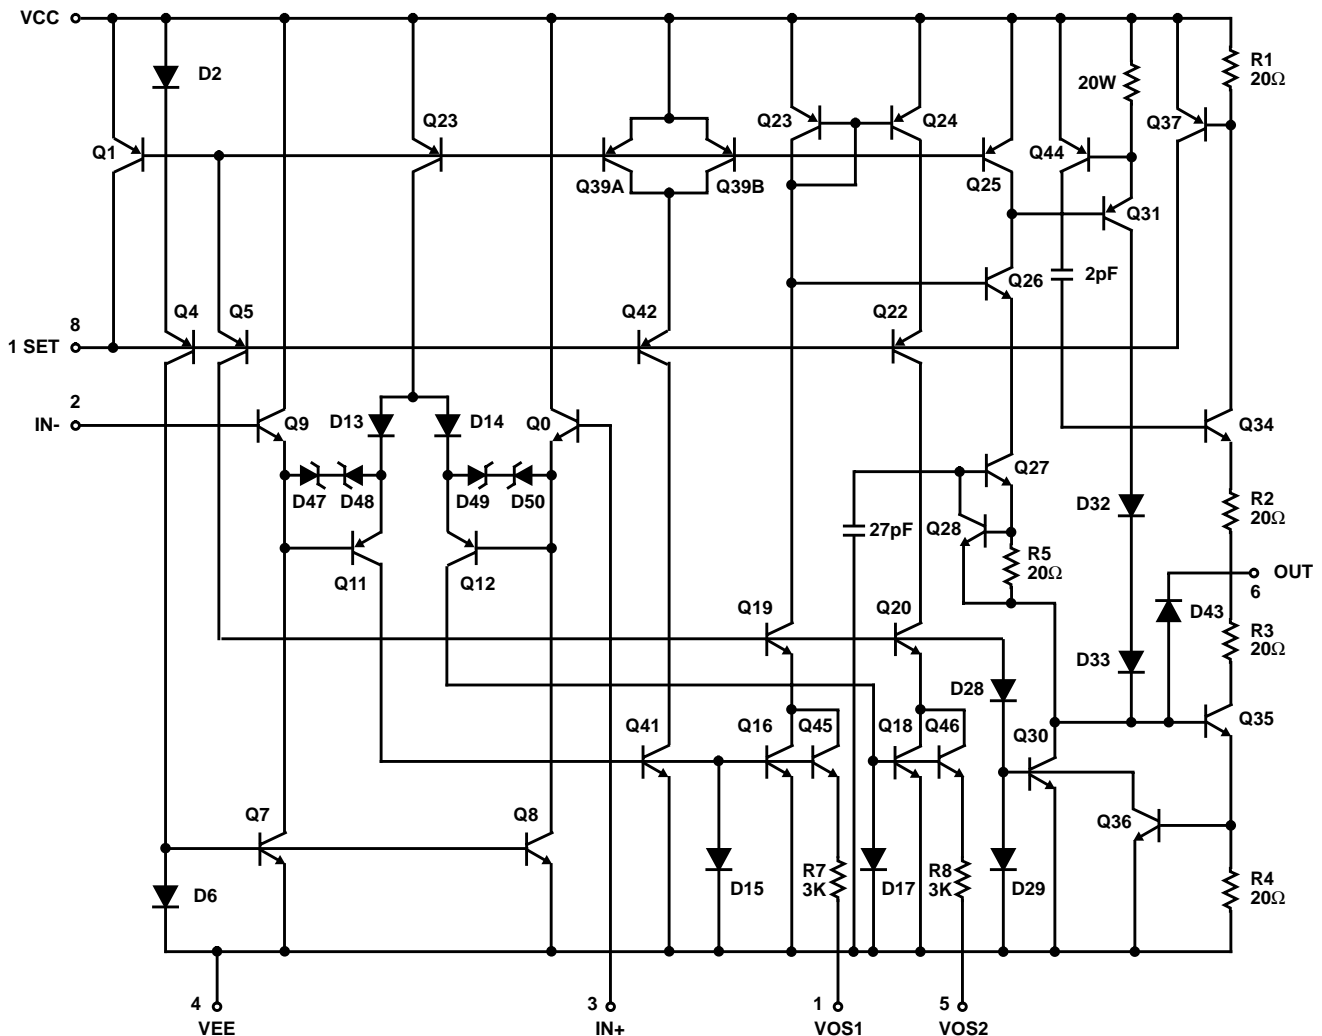 VCC
D2
R1
20Ω
20W
Q1
Q23
Q39A
Q39B
Q23
Q24
Q25
Q44
Q37
Q31
Q26
2pF
8
1 SET
Q4
Q5
Q42
Q22
2
IN-
Q9
D13
D14
Q0
Q34
D47
D48
D49
D50
Q27
D32
R2
20Ω
27pF
Q28
Q11
Q12
R5
20Ω
OUT
6
Q19
Q20
D43
R3
20Ω
D33
D28
Q41
Q16
Q45
Q18
Q46
Q30
Q35
Q7
Q8
Q36
D6
D15
R7
3K
D17
R8
3K
D29
R4
20Ω
4
VEE
3
IN+
1
VOS1
5
VOS2